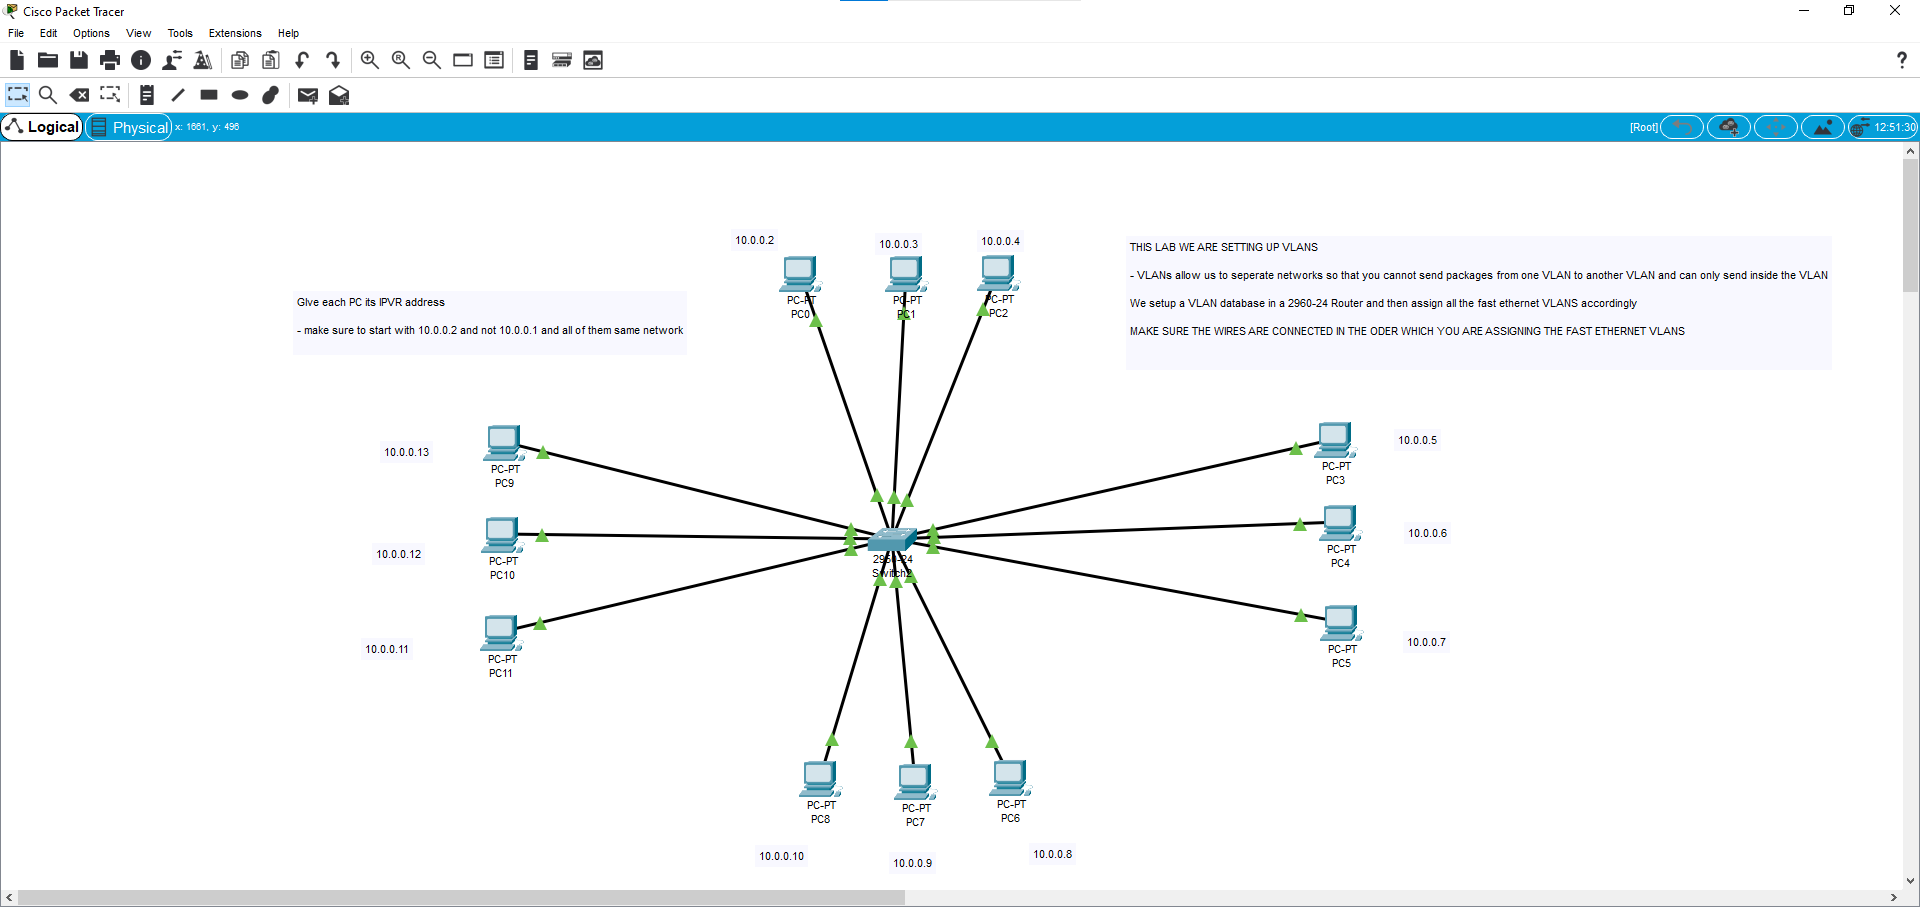 Cisco Packet Tracer
File Edit Options View Tools Extensions Help
Logical Physical x: 1661, y: 496 [Root] 12:51:30
10.0.0.2
10.0.0.3
10.0.0.4
PC-PT
PC0
PC-PT
PC1
PC-PT
PC2
THIS LAB WE ARE SETTING UP VLANS
- VLANs allow us to seperate networks so that you cannot send packages from one VLAN to another VLAN and can only send inside the VLAN
We setup a VLAN database in a 2960-24 Router and then assign all the fast ethernet VLANS accordingly
MAKE SURE THE WIRES ARE CONNECTED IN THE ODER WHICH YOU ARE ASSIGNING THE FAST ETHERNET VLANS
GIve each PC its IPVR address
- make sure to start with 10.0.0.2 and not 10.0.0.1 and all of them same network
10.0.0.13
PC-PT
PC9
PC-PT
PC3
10.0.0.5
10.0.0.12
PC-PT
PC10
2960-24
Switch2
PC-PT
PC4
10.0.0.6
10.0.0.11
PC-PT
PC11
PC-PT
PC5
10.0.0.7
PC-PT
PC8
PC-PT
PC7
PC-PT
PC6
10.0.0.10
10.0.0.9
10.0.0.8